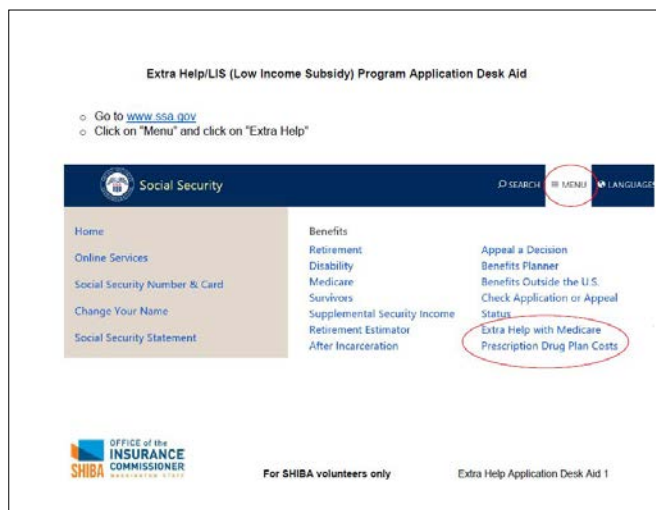 Extra Help/LIS (Low Income Subsidy) Program Application Desk Aid
Go to www.ssa.gov
Click on "Menu" and click on "Extra Help"
Social Security
SEARCH
MENU
LANGUAGES
Home
Online Services
Social Security Number & Card
Change Your Name
Social Security Statement
Benefits
Retirement
Disability
Medicare
Survivors
Supplemental Security Income
Retirement Estimator
After Incarceration
Appeal a Decision
Benefits Planner
Benefits Outside the U.S.
Check Application or Appeal
Status
Extra Help with Medicare
Prescription Drug Plan Costs
SHIBA
OFFICE of the
INSURANCE
COMMISSIONER
WASHINGTON STATE
For SHIBA volunteers only
Extra Help Application Desk Aid 1